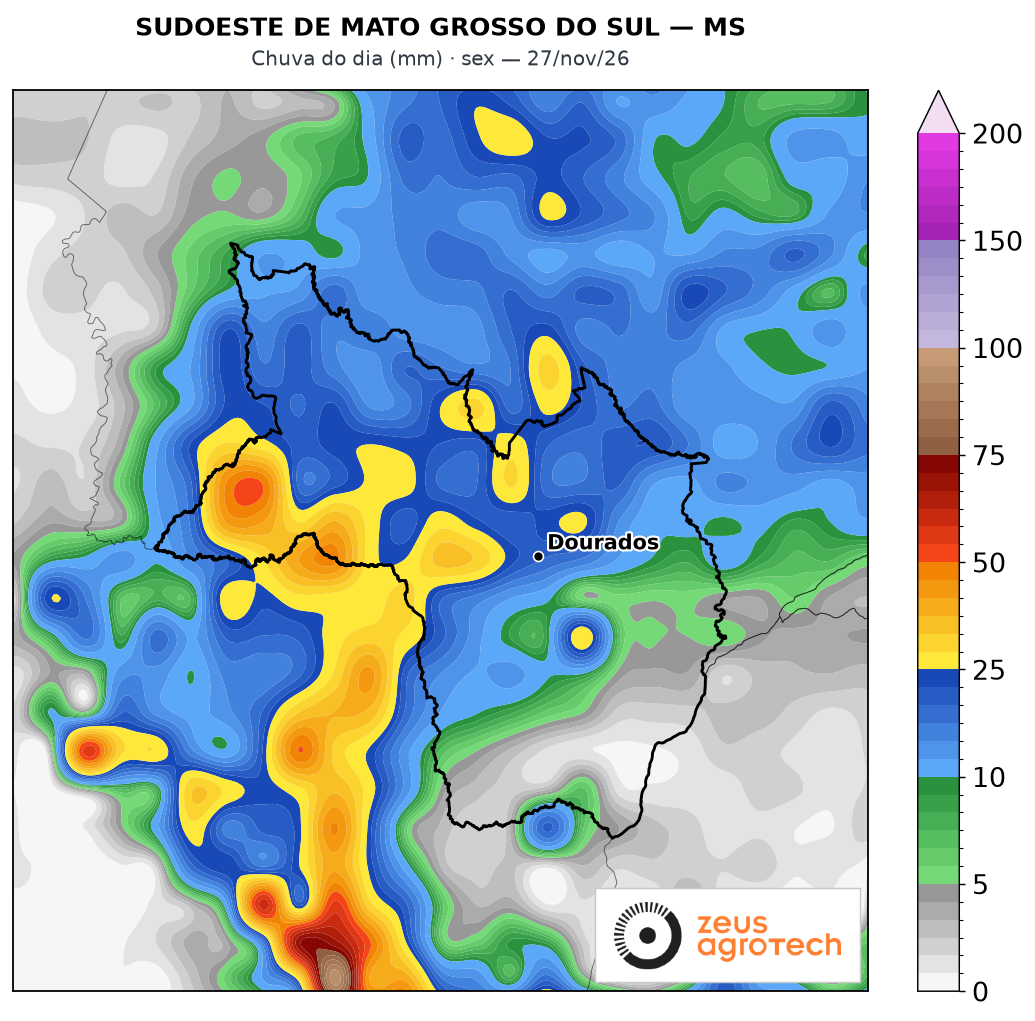 SUDOESTE DE MATO GROSSO DO SUL — MS
Chuva do dia (mm) · sex — 27/nov/26
200
150
100
75
50
25
10
5
0
Dourados
zeus
agrotech